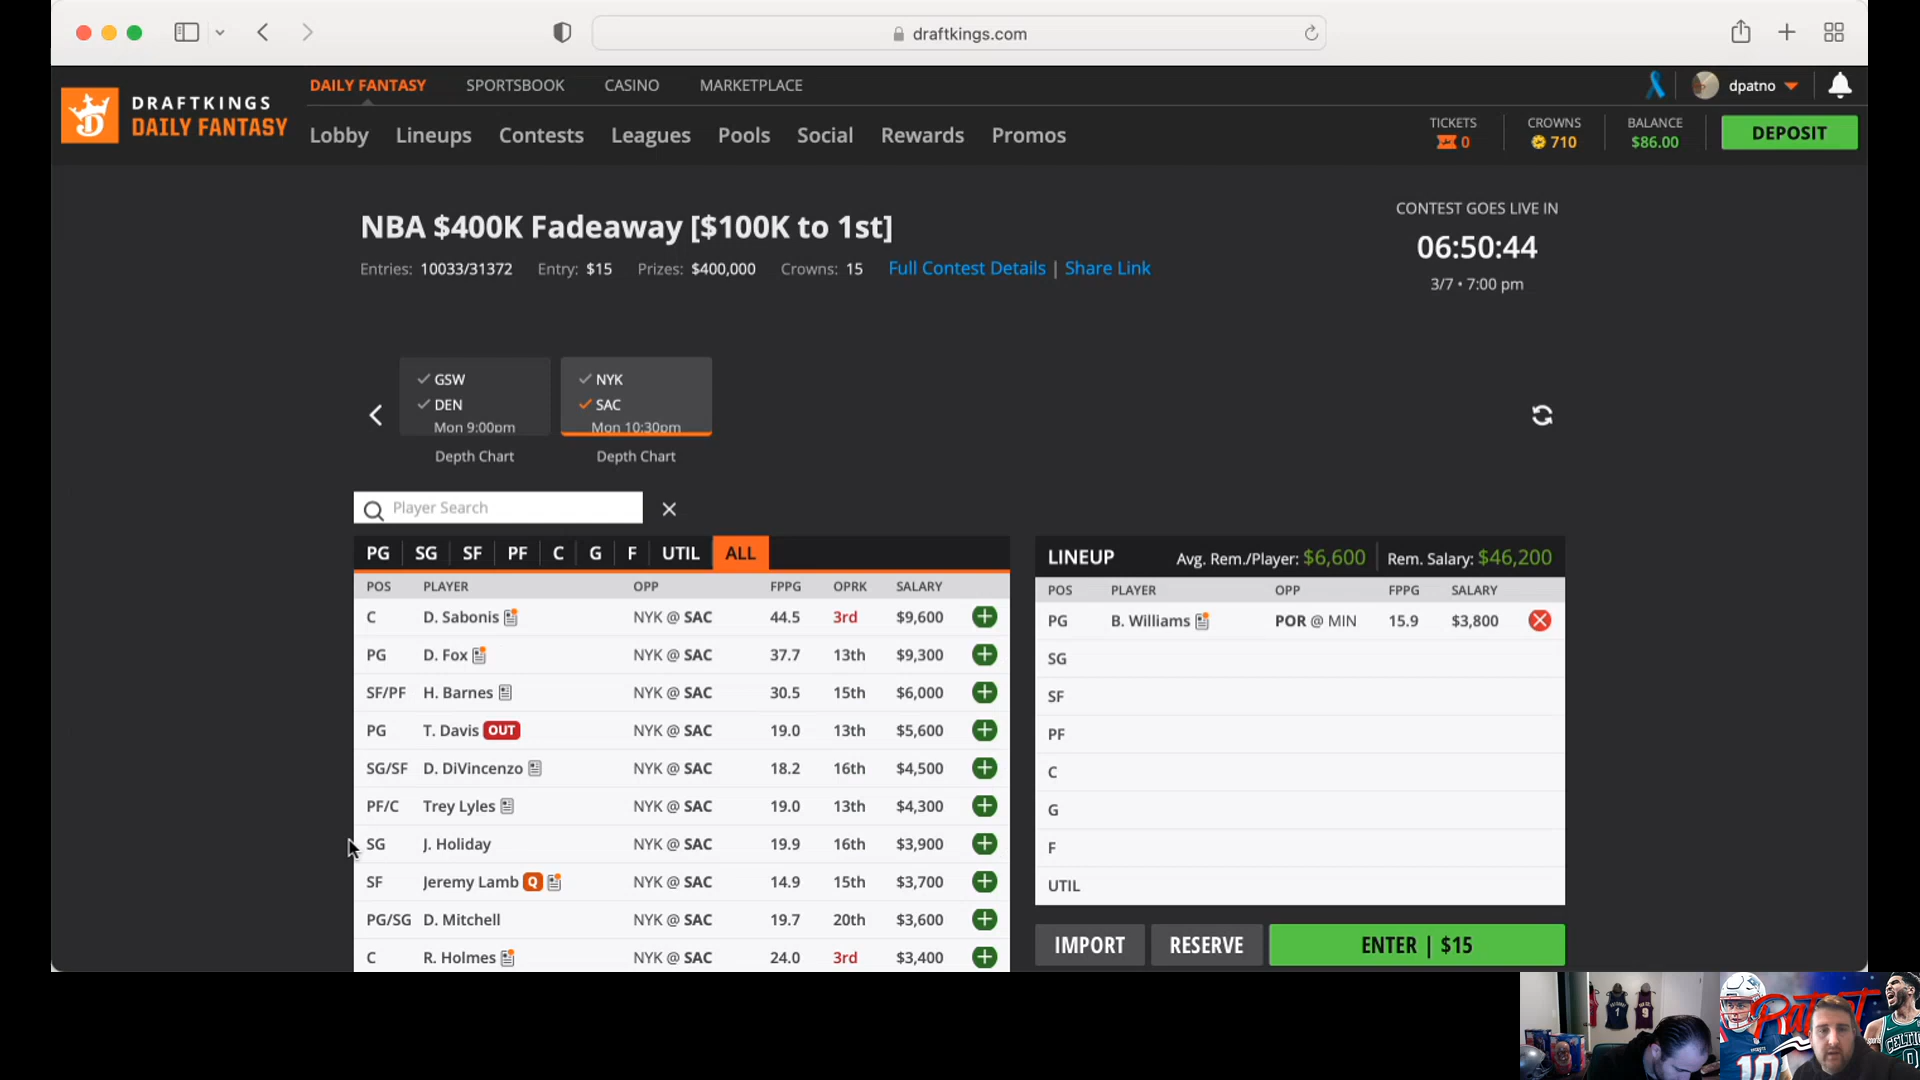 draftkings.com
DRAFTKINGS
DAILY FANTASY
DAILY FANTASY SPORTSBOOK CASINO MARKETPLACE
dpatno
Lobby Lineups Contests Leagues Pools Social Rewards Promos
TICKETS CROWNS BALANCE
0 710 $86.00
DEPOSIT
NBA $400K Fadeaway [$100K to 1st]
Entries: 10033/31372 Entry: $15 Prizes: $400,000 Crowns: 15 Full Contest Details | Share Link
CONTEST GOES LIVE IN
06:50:44
3/7 • 7:00 pm
GSW
DEN
Mon 9:00pm
Depth Chart
NYK
SAC
Mon 10:30pm
Depth Chart
Player Search
PG SG SF PF C G F UTIL ALL
POS PLAYER OPP FPPG OPRK SALARY
C D. Sabonis NYK @ SAC 44.5 3rd $9,600
PG D. Fox NYK @ SAC 37.7 13th $9,300
SF/PF H. Barnes NYK @ SAC 30.5 15th $6,000
PG T. Davis OUT NYK @ SAC 19.0 13th $5,600
SG/SF D. DiVincenzo NYK @ SAC 18.2 16th $4,500
PF/C Trey Lyles NYK @ SAC 19.0 13th $4,300
SG J. Holiday NYK @ SAC 19.9 16th $3,900
SF Jeremy Lamb Q NYK @ SAC 14.9 15th $3,700
PG/SG D. Mitchell NYK @ SAC 19.7 20th $3,600
C R. Holmes NYK @ SAC 24.0 3rd $3,400
LINEUP Avg. Rem./Player: $6,600 Rem. Salary: $46,200
POS PLAYER OPP FPPG SALARY
PG B. Williams POR @ MIN 15.9 $3,800
SG
SF
PF
C
G
F
UTIL
IMPORT RESERVE ENTER | $15
10